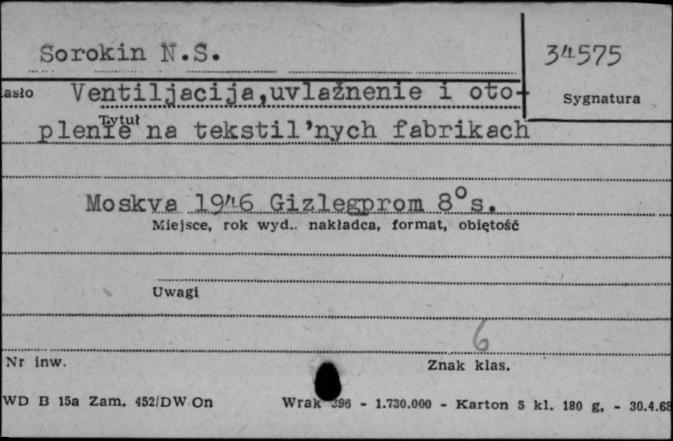 Sorokin N.S.
34575
Sygnatura
asło Ventiljacija,uvlažnenie i oto-
Tytuł
plenie na tekstil'nych fabrikach
Moskva 1946 Gizlegprom 8°s.
Miejsce, rok wyd.. nakładca, format, obiętość
Uwagi
6
Nr inw.
Znak klas.
WD B 15a Zam. 452/DW On
Wrak 396 - 1.730.000 - Karton 5 kl. 180 g. - 30.4.68